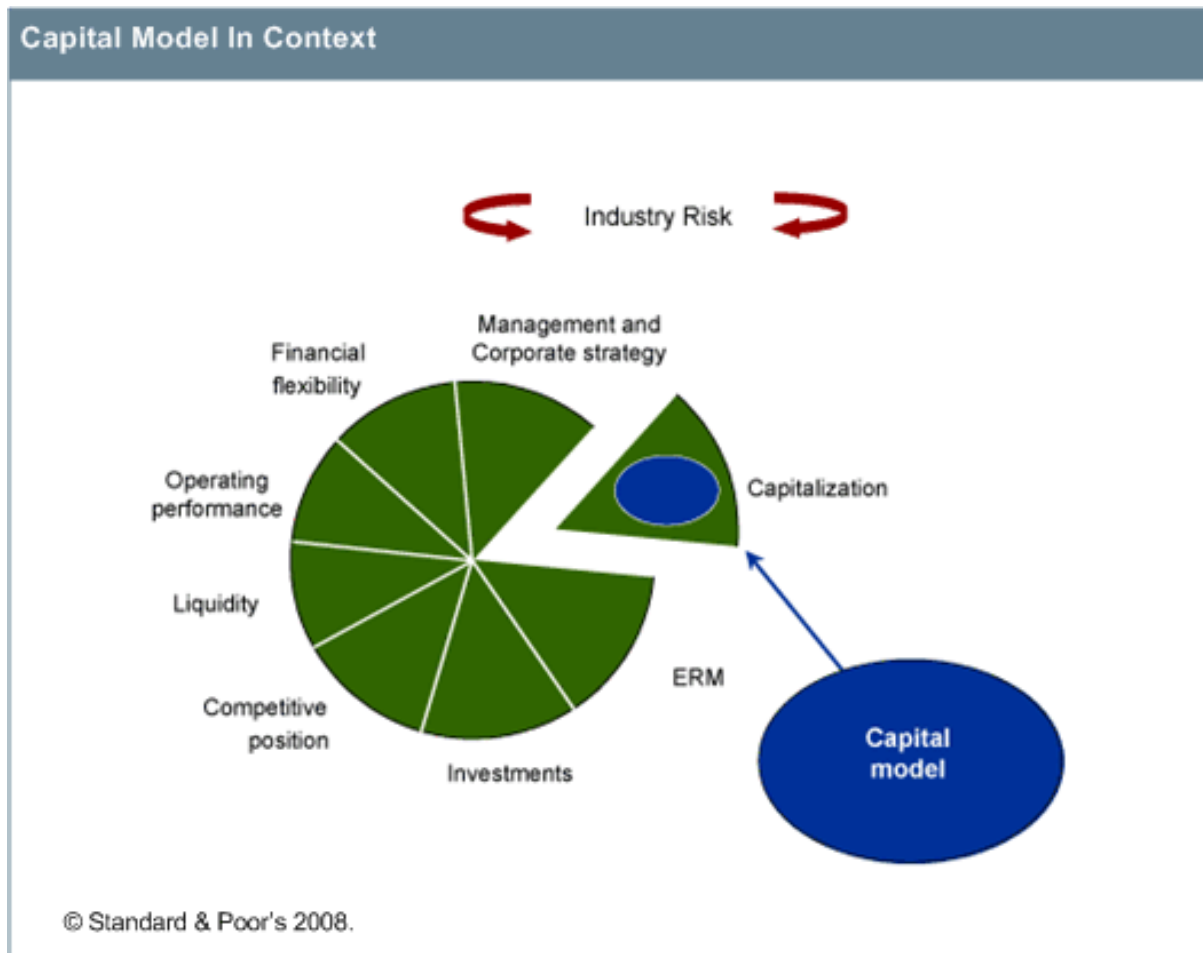 Capital Model In Context
Industry Risk
Management and
Corporate strategy
Financial
flexibility
Operating
performance
Capitalization
Liquidity
ERM
Competitive
position
Capital
model
Investments
© Standard & Poor's 2008.